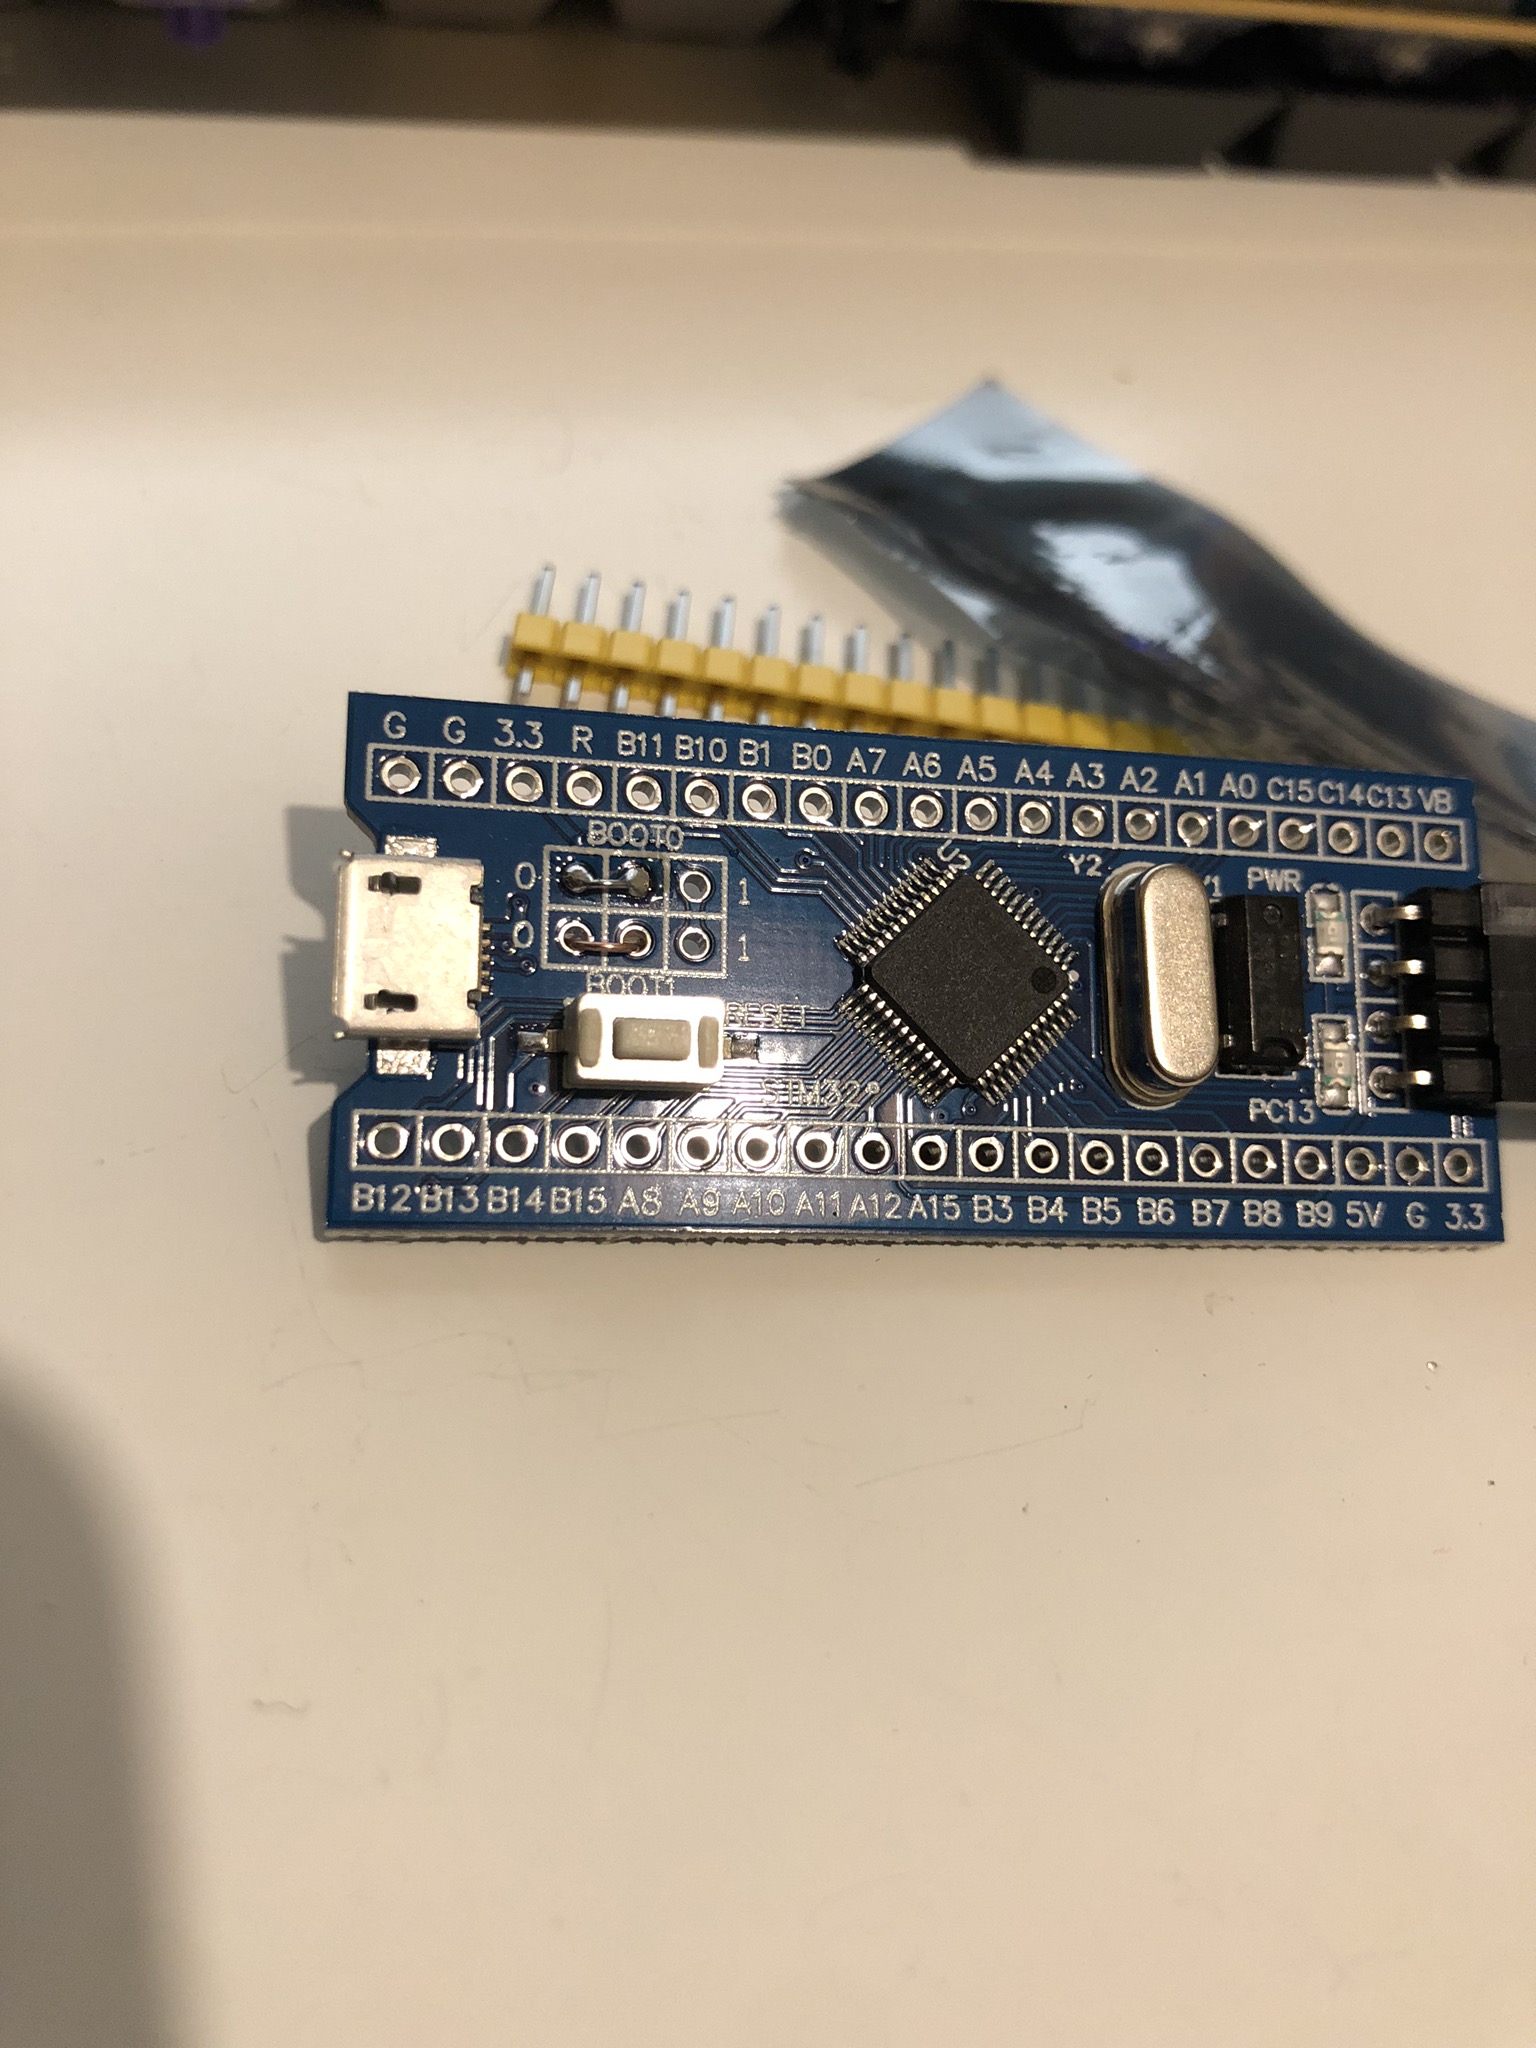 G G 3.3 R B11 B10 B1 B0 A7 A6 A5 A4 A3 A2 A1 A0 C15 C14 C13 VB
BOOT0
U2
Y2
PWR
0 1
0 1
BOOT1
RESET
STM32
PC13
B12 B13 B14 B15 A8 A9 A10 A11 A12 A15 B3 B4 B5 B6 B7 B8 B9 5V G 3.3